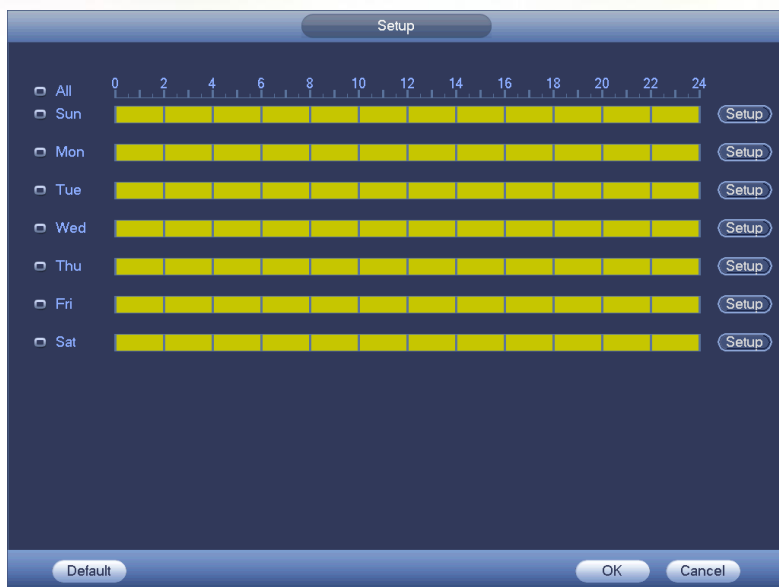 Setup
All 0 2 4 6 8 10 12 14 16 18 20 22 24
Sun Setup
Mon Setup
Tue Setup
Wed Setup
Thu Setup
Fri Setup
Sat Setup
Default OK Cancel